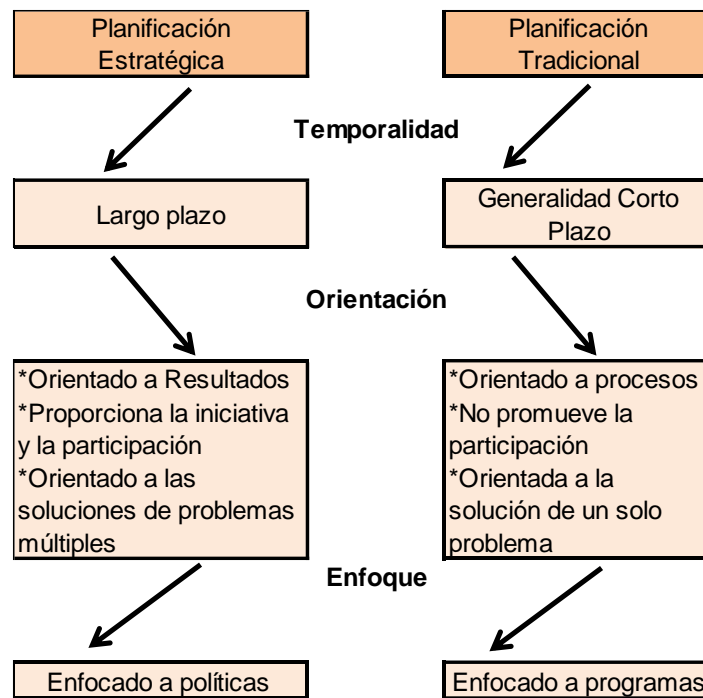 Planificación
Estratégica
Planificación
Tradicional
Temporalidad
Largo plazo
Generalidad Corto
Plazo
Orientación
*Orientado a Resultados
*Proporciona la iniciativa
y la participación
*Orientado a las
soluciones de problemas
múltiples
*Orientado a procesos
*No promueve la
participación
*Orientada a la
solución de un solo
problema
Enfoque
Enfocado a políticas
Enfocado a programas